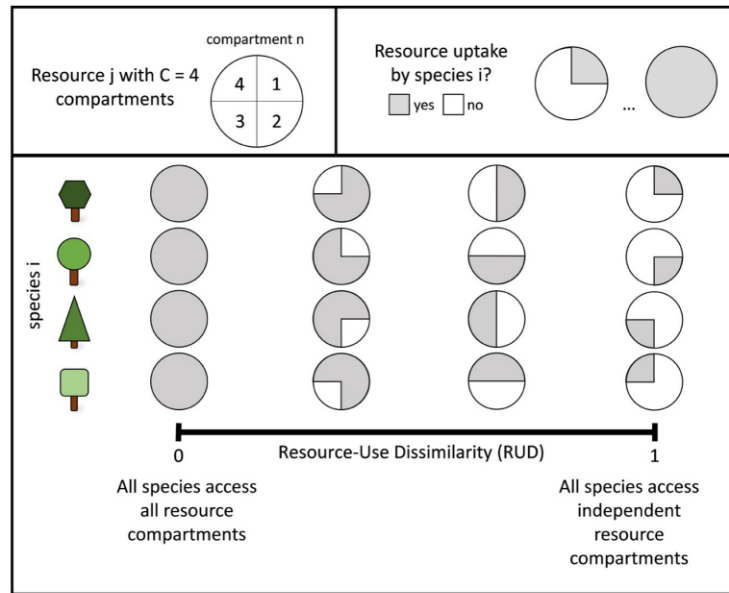 compartment n
Resource j with C = 4
compartments
4 1
3 2
Resource uptake
by species i?
yes no
...
species i
0 Resource-Use Dissimilarity (RUD) 1
All species access
all resource
compartments
All species access
independent
resource
compartments